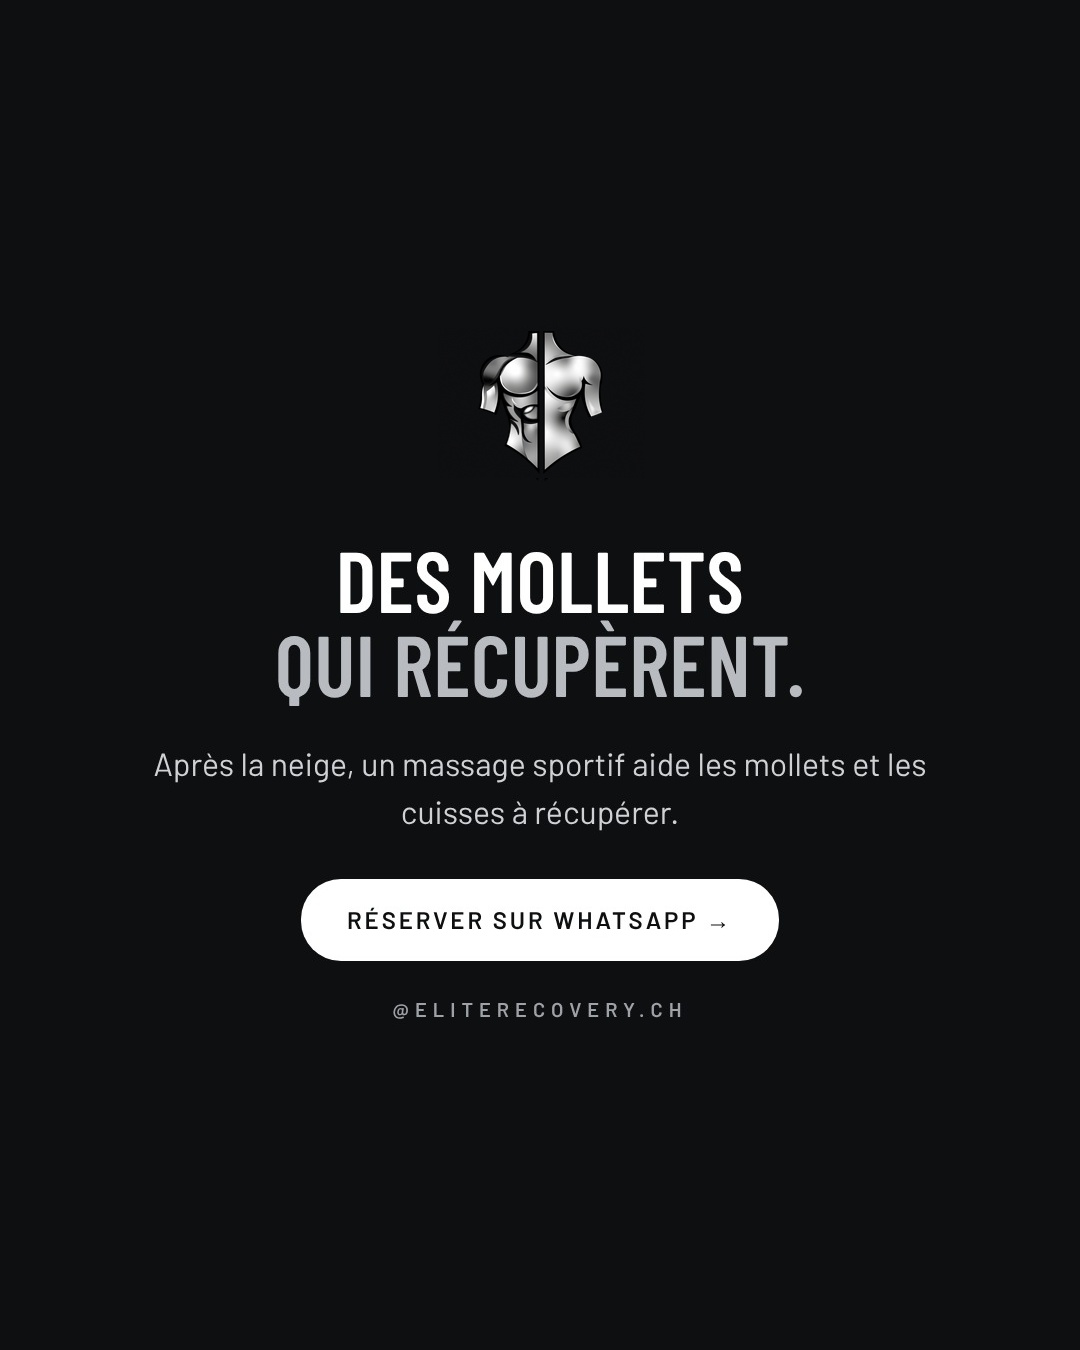 DES MOLLETS
QUI RÉCUPÈRENT.
Après la neige, un massage sportif aide les mollets et les
cuisses à récupérer.
RÉSERVER SUR WHATSAPP →
@ELITERECOVERY.CH